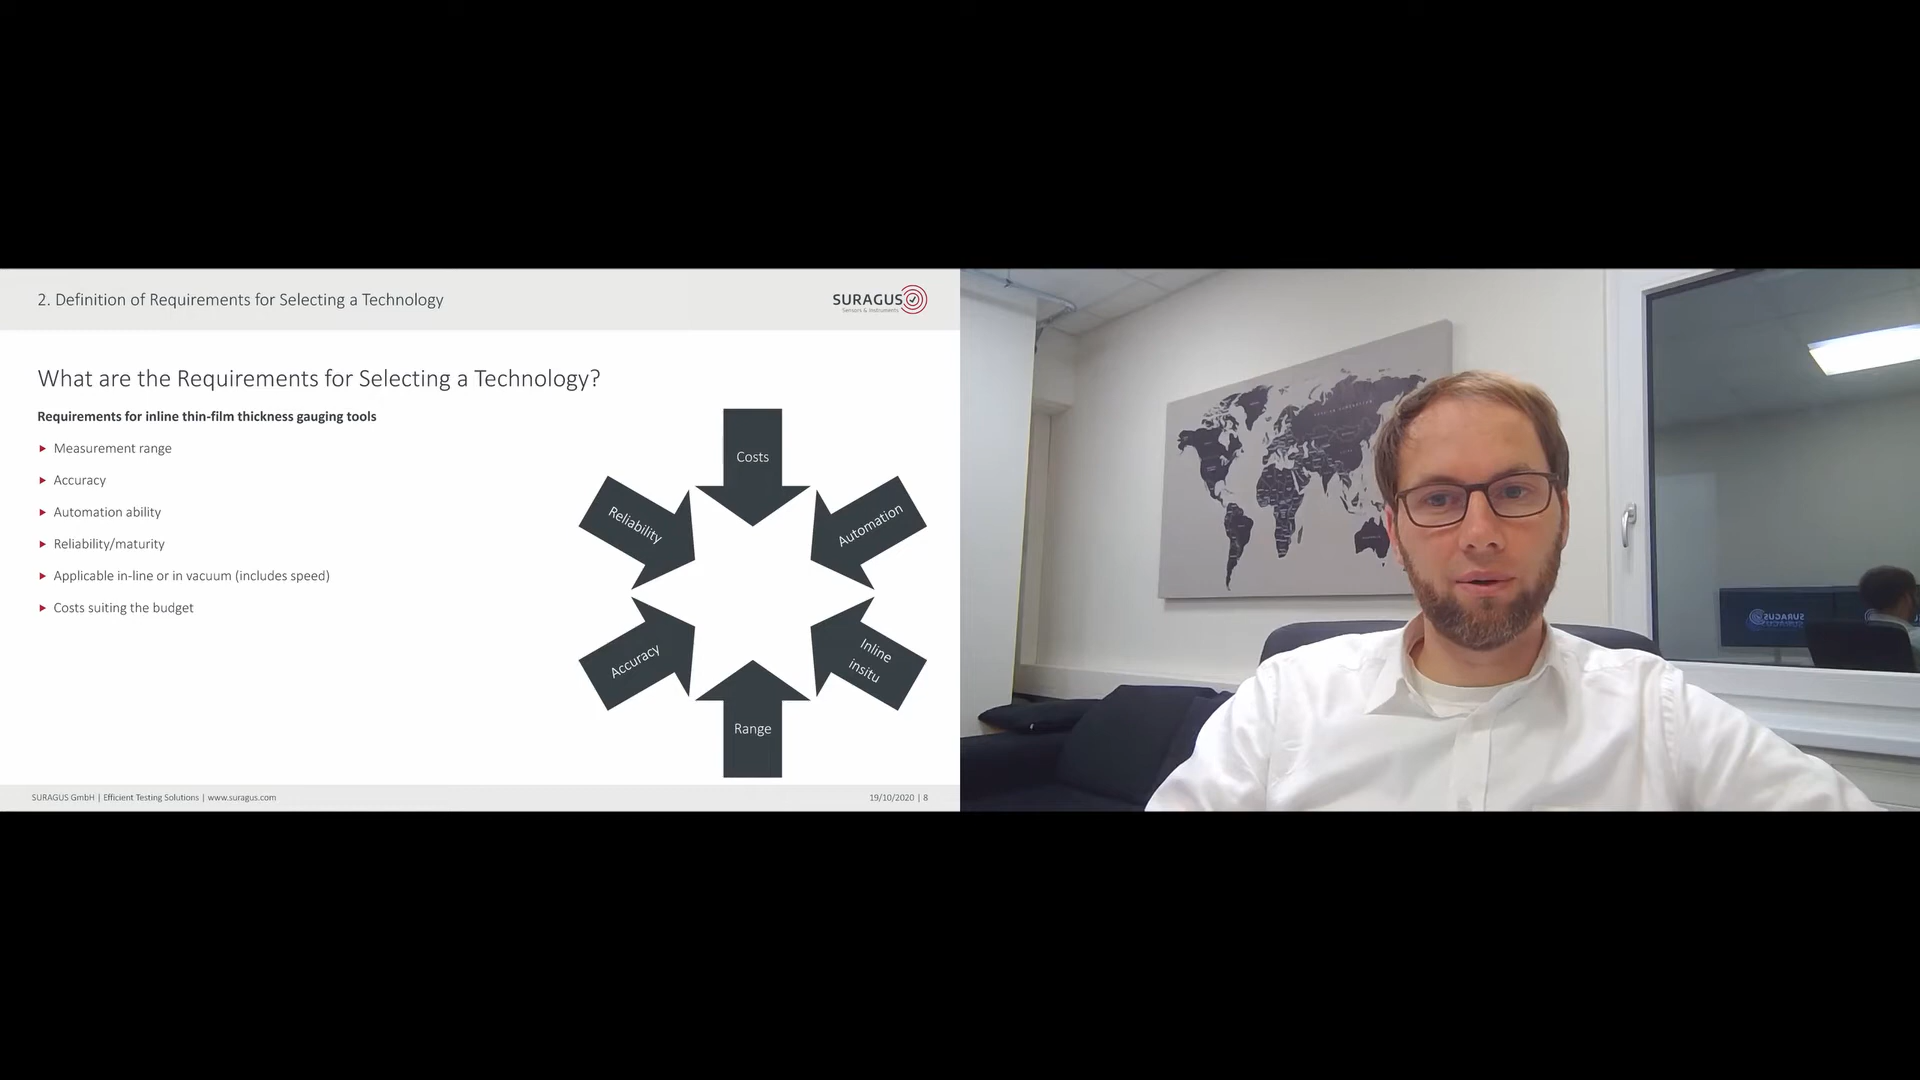 2. Definition of Requirements for Selecting a Technology
SURAGUS
Sensors & Instruments
What are the Requirements for Selecting a Technology?
Requirements for inline thin-film thickness gauging tools
Measurement range
Accuracy
Automation ability
Reliability/maturity
Applicable in-line or in vacuum (includes speed)
Costs suiting the budget
Costs
Reliability
Automation
Accuracy
Inline
insitu
Range
SURAGUS GmbH | Efficient Testing Solutions | www.suragus.com
19/10/2020 | 8
SURAGUS